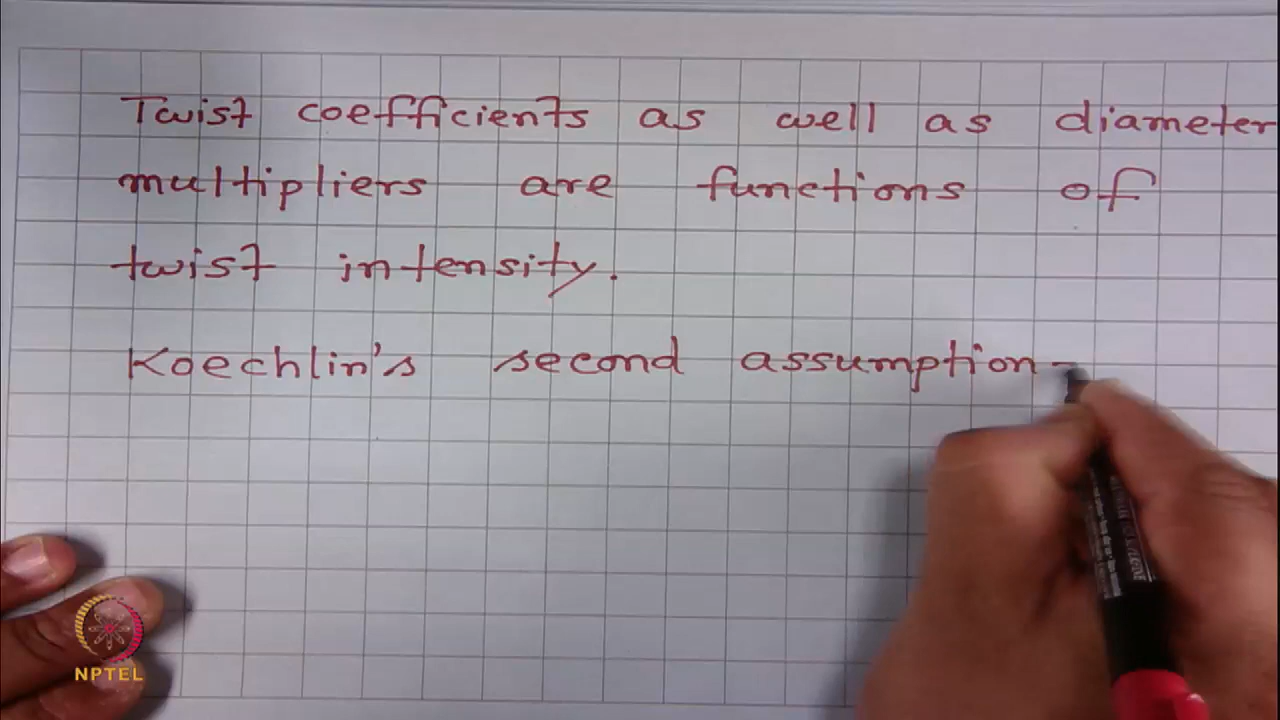 Twist coefficients as well as diameter
multipliers are functions of
twist intensity.
Koechlin's second assumption-
NPTEL